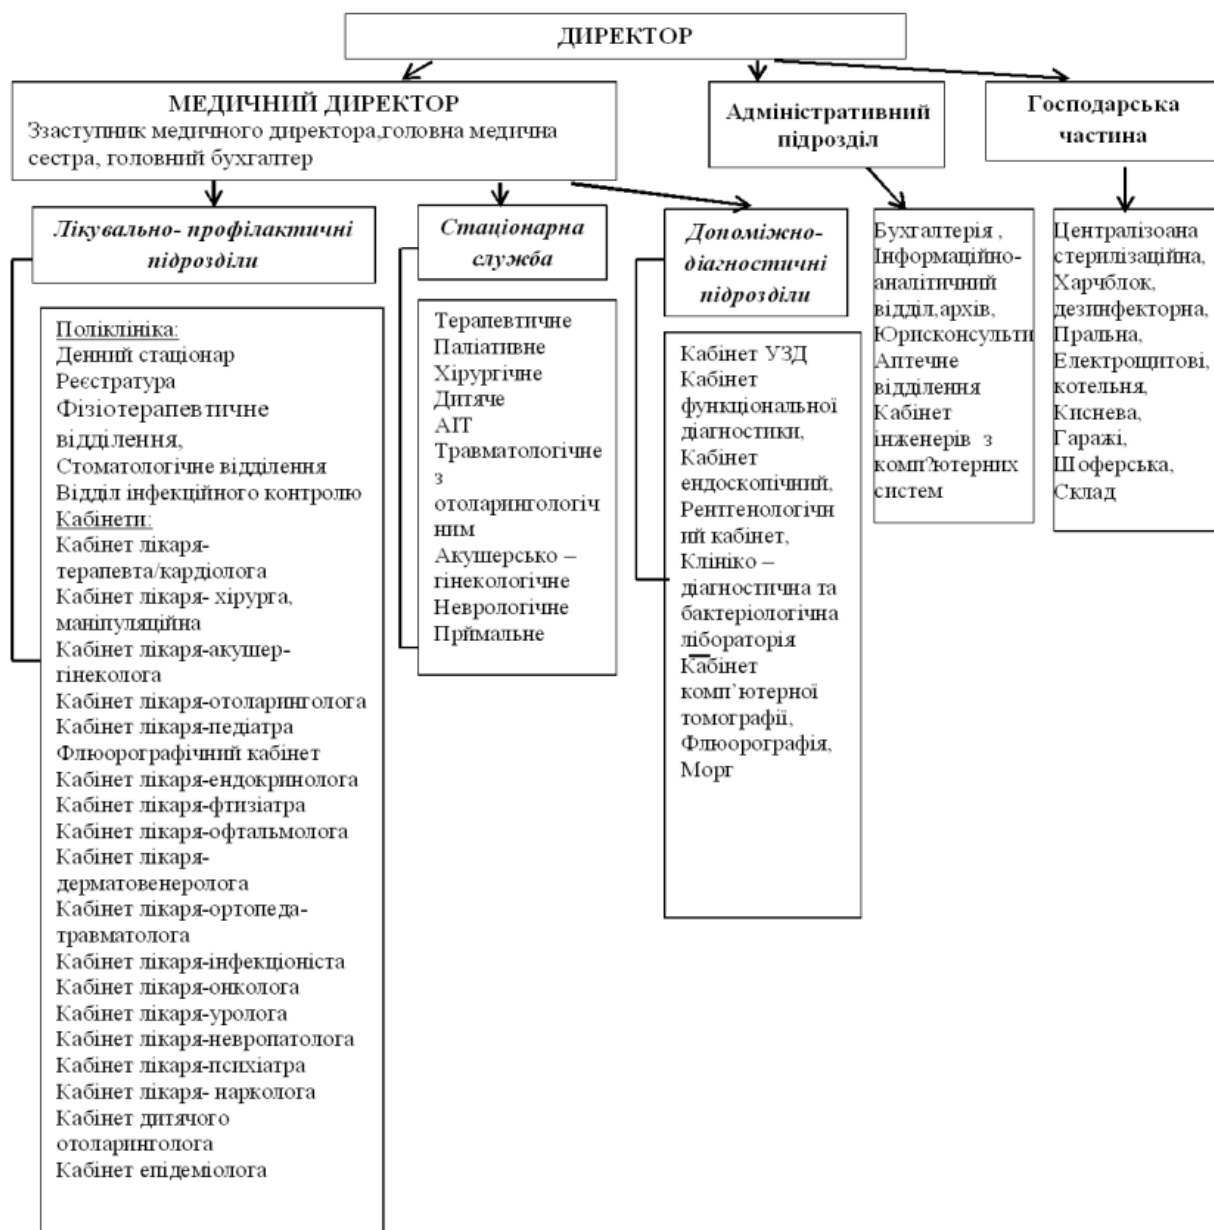 ДИРЕКТОР
МЕДИЧНИЙ ДИРЕКТОР
Ззаступник медичного директора,головна медична
сестра, головний бухгалтер
Адміністративний
підрозділ
Господарська
частина
Лікувально- профілактичні
підрозділи
Поліклініка:
Денний стаціонар
Реєстратура
Фізіотерапевтичне
відділення,
Стоматологічне відділення
Відділ інфекційного контролю
Кабінети:
Кабінет лікаря-
терапевта/кардіолога
Кабінет лікаря- хірурга,
маніпуляційна
Кабінет лікаря-акушер-
гінеколога
Кабінет лікаря-отоларинголога
Кабінет лікаря-педіатра
Флюорографічний кабінет
Кабінет лікаря-ендокринолога
Кабінет лікаря-фтизіатра
Кабінет лікаря-офтальмолога
Кабінет лікаря-
дерматовенеролога
Кабінет лікаря-ортопеда-
травматолога
Кабінет лікаря-інфекціоніста
Кабінет лікаря-онколога
Кабінет лікаря-уролога
Кабінет лікаря-невропатолога
Кабінет лікаря-психіатра
Кабінет лікаря- нарколога
Кабінет дитячого
отоларинголога
Кабінет епідеміолога
Стаціонарна
служба
Терапевтичне
Паліативне
Хірургічне
Дитяче
АІТ
Травматологічне
з
отоларингологіч
ним
Акушерсько –
гінекологічне
Неврологічне
Прймальне
Допоміжно-
діагностичні
підрозділи
Кабінет УЗД
Кабінет
функціональної
діагностики,
Кабінет
ендоскопічний,
Рентгенологіч
ний кабінет,
Клініко –
діагностична та
бактеріологічна
лібораторія
Кабінет
комп`ютерної
томографії,
Флюорографія,
Морг
Бухгалтерія ,
Інформаційно-
аналітичний
відділ,архів,
Юрисконсульти
Аптечне
відділення
Кабінет
інженерів з
комп?ютерних
систем
Централізоана
стерилізаційна,
Харчблок,
дезинфекторна,
Пральна,
Електрощитові,
котельня,
Киснева,
Гаражі,
Шоферська,
Склад